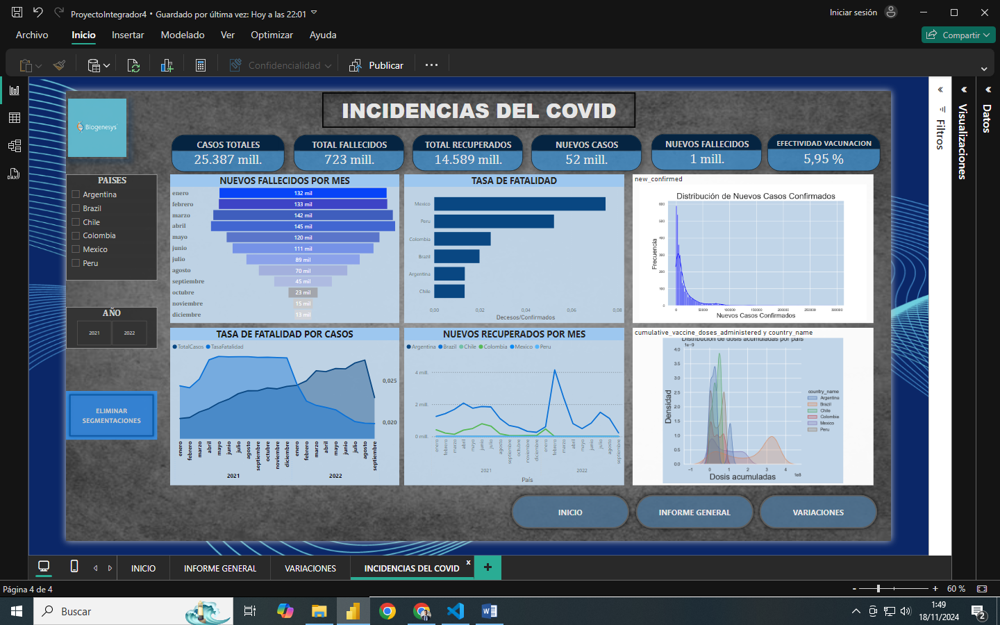 ProyectoIntegrador4 • Guardado por última vez: Hoy a las 22:01
Iniciar sesión
Archivo
Inicio
Insertar
Modelado
Ver
Optimizar
Ayuda
Compartir
Confidencialidad
Publicar
INCIDENCIAS DEL COVID
Biogenesys
CASOS TOTALES
25.387 mill.
TOTAL FALLECIDOS
723 mill.
TOTAL RECUPERADOS
14.589 mill.
NUEVOS CASOS
52 mill.
NUEVOS FALLECIDOS
1 mill.
EFECTIVIDAD VACUNACION
5,95 %
PAISES
Argentina
Brazil
Chile
Colombia
Mexico
Peru
AÑO
2021
2022
ELIMINAR
SEGMENTACIONES
NUEVOS FALLECIDOS POR MES
enero 132 mil
febrero 133 mil
marzo 142 mil
abril 145 mil
mayo 120 mil
junio 111 mil
julio 89 mil
agosto 70 mil
septiembre 45 mil
octubre 23 mil
noviembre 15 mil
diciembre 13 mil
TASA DE FATALIDAD
Mexico
Peru
Colombia
Brazil
Argentina
Chile
0,00 0,02 0,04 0,06 0,08
Decesos/Confirmados
new_confirmed
Distribución de Nuevos Casos Confirmados
Frecuencia
600
500
400
300
200
100
0
0 50000 100000 150000 200000 250000 300000
Nuevos Casos Confirmados
TASA DE FATALIDAD POR CASOS
TotalCasos TasaFatalidad
0,025
0,020
enero febrero marzo abril mayo junio julio agosto septiembre octubre noviembre diciembre enero febrero marzo abril mayo junio julio agosto septiembre
2021 2022
NUEVOS RECUPERADOS POR MES
Argentina Brazil Chile Colombia Mexico Peru
4 mill.
2 mill.
0 mill.
enero febrero marzo abril mayo junio julio agosto septiembre octubre noviembre diciembre enero febrero marzo abril mayo junio julio agosto septiembre
2021 2022
País
cumulative_vaccine_doses_administered y country_name
Distribución de dosis acumuladas por país
1e-9
Densidad
4.0
3.5
3.0
2.5
2.0
1.5
1.0
0.5
0.0
−1 0 1 2 3 4
1e8
Dosis acumuladas
country_name
Argentina
Brazil
Chile
Colombia
Mexico
Peru
INICIO
INFORME GENERAL
VARIACIONES
Filtros
Visualizaciones
Datos
INICIO
INFORME GENERAL
VARIACIONES
INCIDENCIAS DEL COVID
x
+
Página 4 de 4
- + 60 %
Buscar
1:49
18/11/2024
2